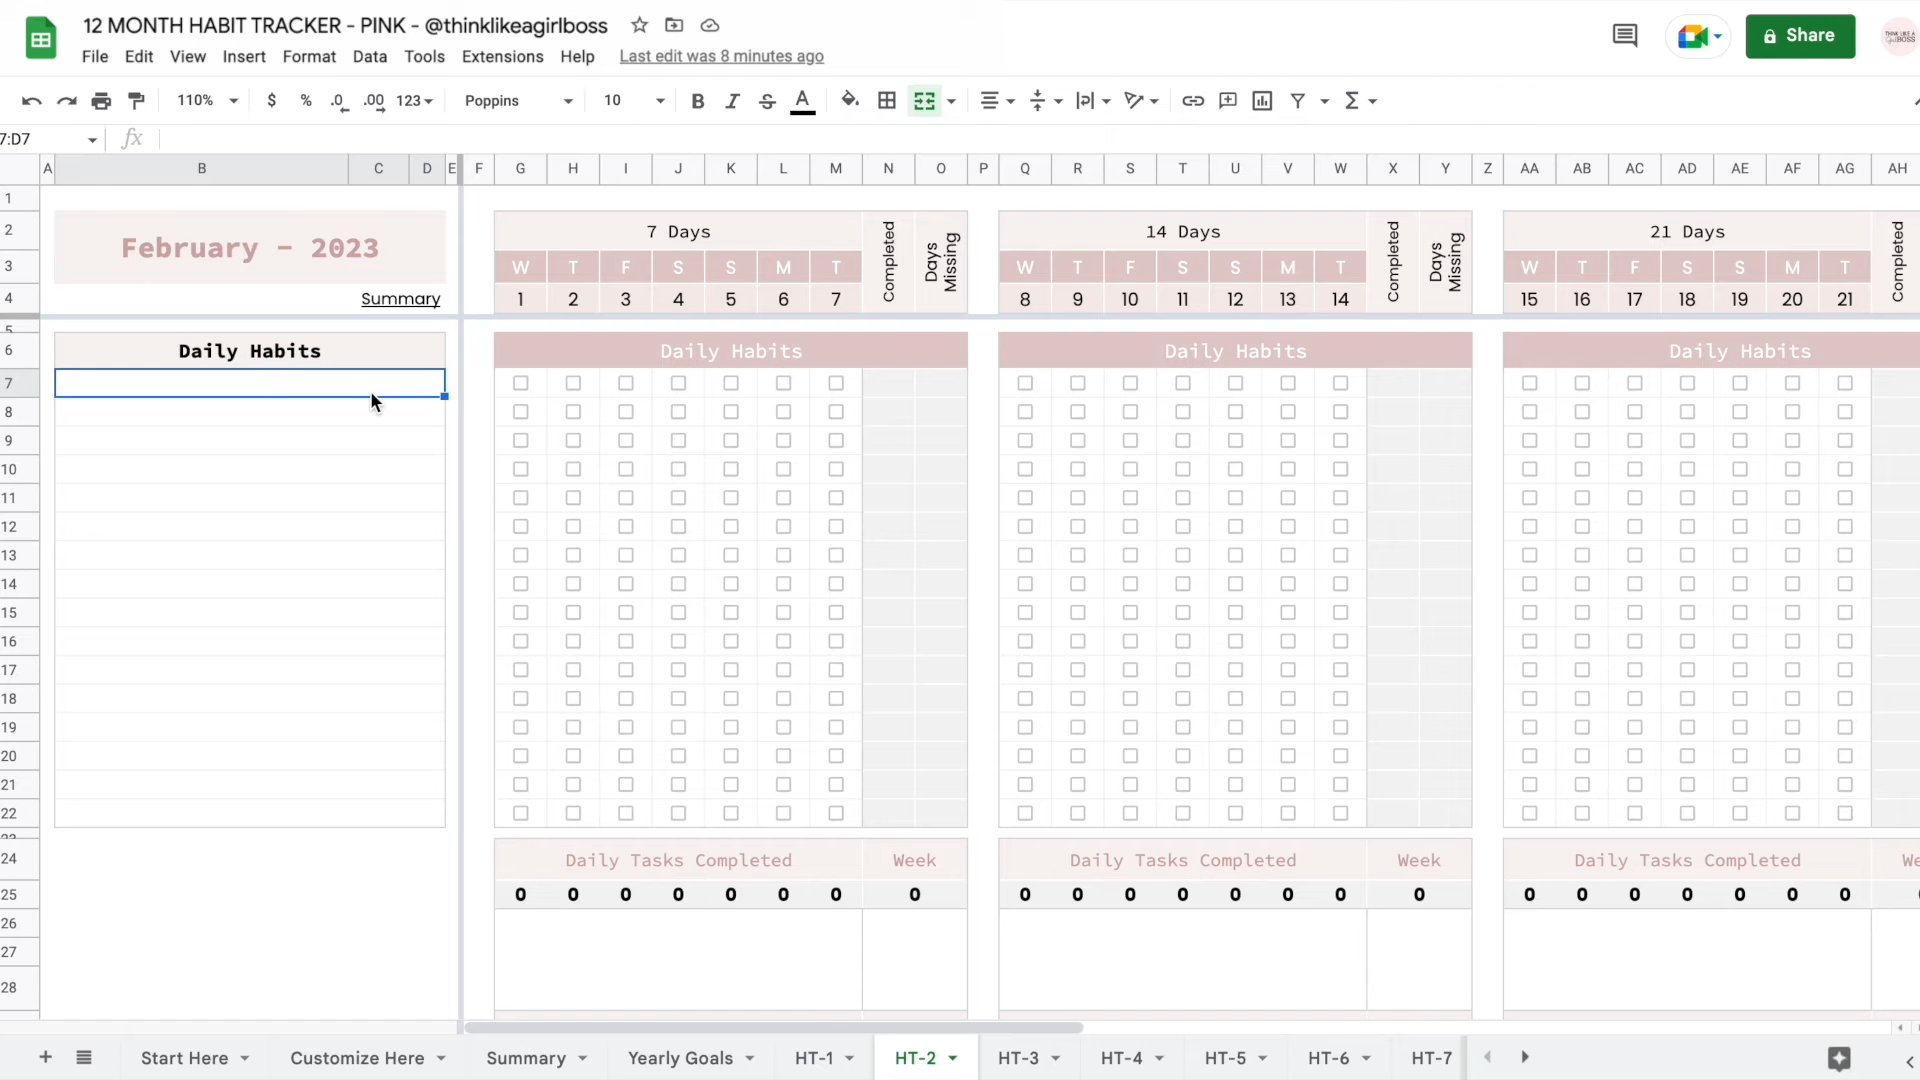 12 MONTH HABIT TRACKER - PINK - @thinklikeagirlboss
File Edit View Insert Format Data Tools Extensions Help Last edit was 8 minutes ago
Share
110% $ % .0 .00 123 Poppins 10 B I S A Σ
7:D7 fx
A B C D E F G H I J K L M N O P Q R S T U V W X Y Z AA AB AC AD AE AF AG AH
1
2 February - 2023 7 Days Completed Days Missing 14 Days Completed Days Missing 21 Days Completed
3 W T F S S M T W T F S S M T W T F S S M T
4 Summary 1 2 3 4 5 6 7 8 9 10 11 12 13 14 15 16 17 18 19 20 21
5
6 Daily Habits Daily Habits Daily Habits Daily Habits
7
8
9
10
11
12
13
14
15
16
17
18
19
20
21
22
23
24 Daily Tasks Completed Week Daily Tasks Completed Week Daily Tasks Completed We
25 0 0 0 0 0 0 0 0 0 0 0 0 0 0 0 0 0 0 0 0 0 0 0
26
27
28
+ Start Here Customize Here Summary Yearly Goals HT-1 HT-2 HT-3 HT-4 HT-5 HT-6 HT-7